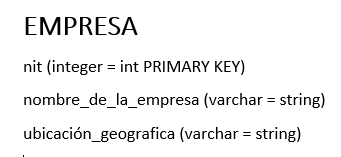 EMPRESA
nit (integer = int PRIMARY KEY)
nombre_de_la_empresa (varchar = string)
ubicación_geografica (varchar = string)